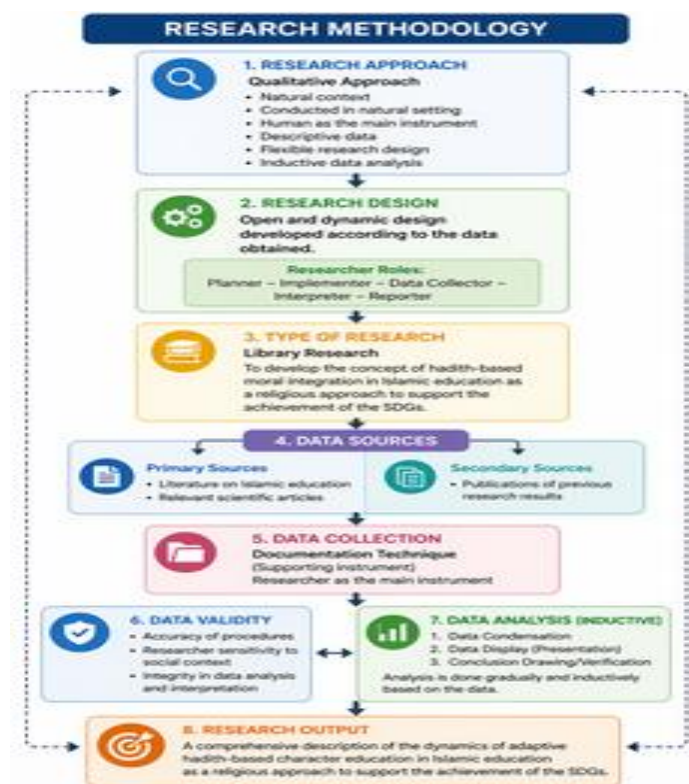 RESEARCH METHODOLOGY
1. RESEARCH APPROACH
Qualitative Approach
• Natural context
• Conducted in natural setting
• Human as the main instrument
• Descriptive data
• Flexible research design
• Inductive data analysis
2. RESEARCH DESIGN
Open and dynamic design
developed according to the data
obtained.
Researcher Roles:
Planner – Implementer – Data Collector –
Interpreter – Reporter
3. TYPE OF RESEARCH
Library Research
To develop the concept of hadith-based
moral integration in Islamic education as
a religious approach to support the
achievement of the SDGs.
4. DATA SOURCES
Primary Sources
• Literature on Islamic education
• Relevant scientific articles
Secondary Sources
• Publications of previous
research results
5. DATA COLLECTION
Documentation Technique
(Supporting instrument)
Researcher as the main instrument
6. DATA VALIDITY
• Accuracy of procedures
• Researcher sensitivity to
social context
• Integrity in data analysis
and interpretation
7. DATA ANALYSIS (INDUCTIVE)
1. Data Condensation
2. Data Display (Presentation)
3. Conclusion Drawing/Verification
Analysis is done gradually and inductively
based on the data.
8. RESEARCH OUTPUT
A comprehensive description of the dynamics of adaptive
hadith-based character education in Islamic education
as a religious approach to support the achievement of the SDGs.